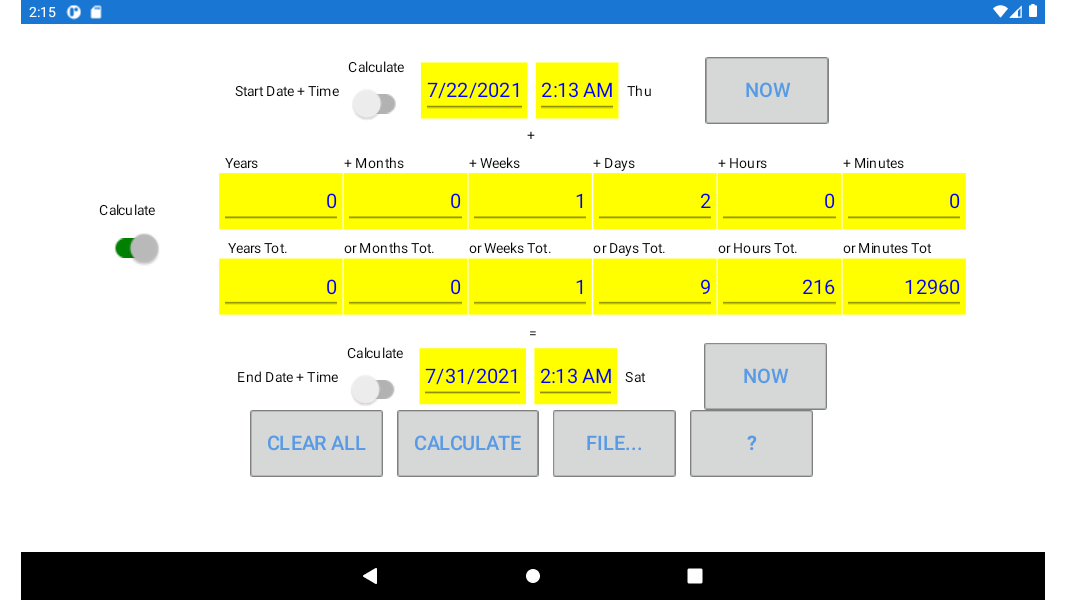 2:15
Calculate
Start Date + Time 7/22/2021 2:13 AM Thu NOW
+
Years + Months + Weeks + Days + Hours + Minutes
0 0 1 2 0 0
Calculate
Years Tot. or Months Tot. or Weeks Tot. or Days Tot. or Hours Tot. or Minutes Tot
0 0 1 9 216 12960
=
Calculate
End Date + Time 7/31/2021 2:13 AM Sat NOW
CLEAR ALL CALCULATE FILE... ?